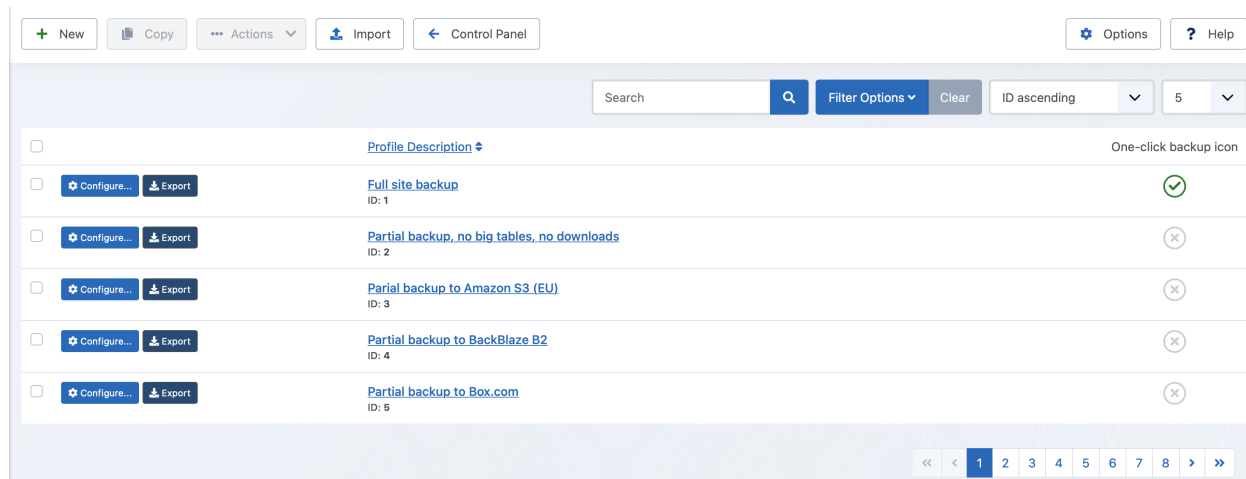 New Copy Actions Import Control Panel Options ? Help
Search Filter Options Clear ID ascending 5
Profile Description One-click backup icon
Configure... Export Full site backup
ID: 1
Configure... Export Partial backup, no big tables, no downloads
ID: 2
Configure... Export Parial backup to Amazon S3 (EU)
ID: 3
Configure... Export Partial backup to BackBlaze B2
ID: 4
Configure... Export Partial backup to Box.com
ID: 5
« ‹ 1 2 3 4 5 6 7 8 › »